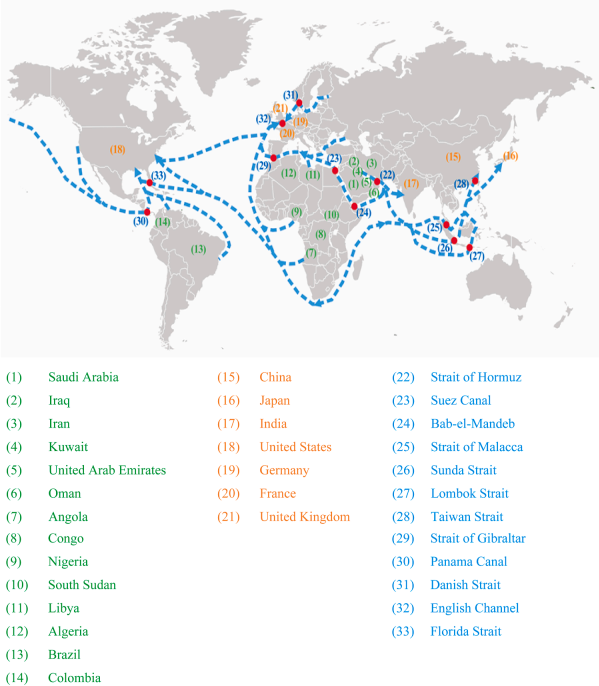 (31)
(21)
(32)
(19)
(20)
(18)
(33)
(29)
(23)
(2)
(3)
(15)
(16)
(12)
(11)
(4)
(22)
(1)
(5)
(17)
(28)
(6)
(30)
(14)
(9)
(10)
(24)
(25)
(8)
(13)
(7)
(26)
(27)
(1) Saudi Arabia
(2) Iraq
(3) Iran
(4) Kuwait
(5) United Arab Emirates
(6) Oman
(7) Angola
(8) Congo
(9) Nigeria
(10) South Sudan
(11) Libya
(12) Algeria
(13) Brazil
(14) Colombia
(15) China
(16) Japan
(17) India
(18) United States
(19) Germany
(20) France
(21) United Kingdom
(22) Strait of Hormuz
(23) Suez Canal
(24) Bab-el-Mandeb
(25) Strait of Malacca
(26) Sunda Strait
(27) Lombok Strait
(28) Taiwan Strait
(29) Strait of Gibraltar
(30) Panama Canal
(31) Danish Strait
(32) English Channel
(33) Florida Strait